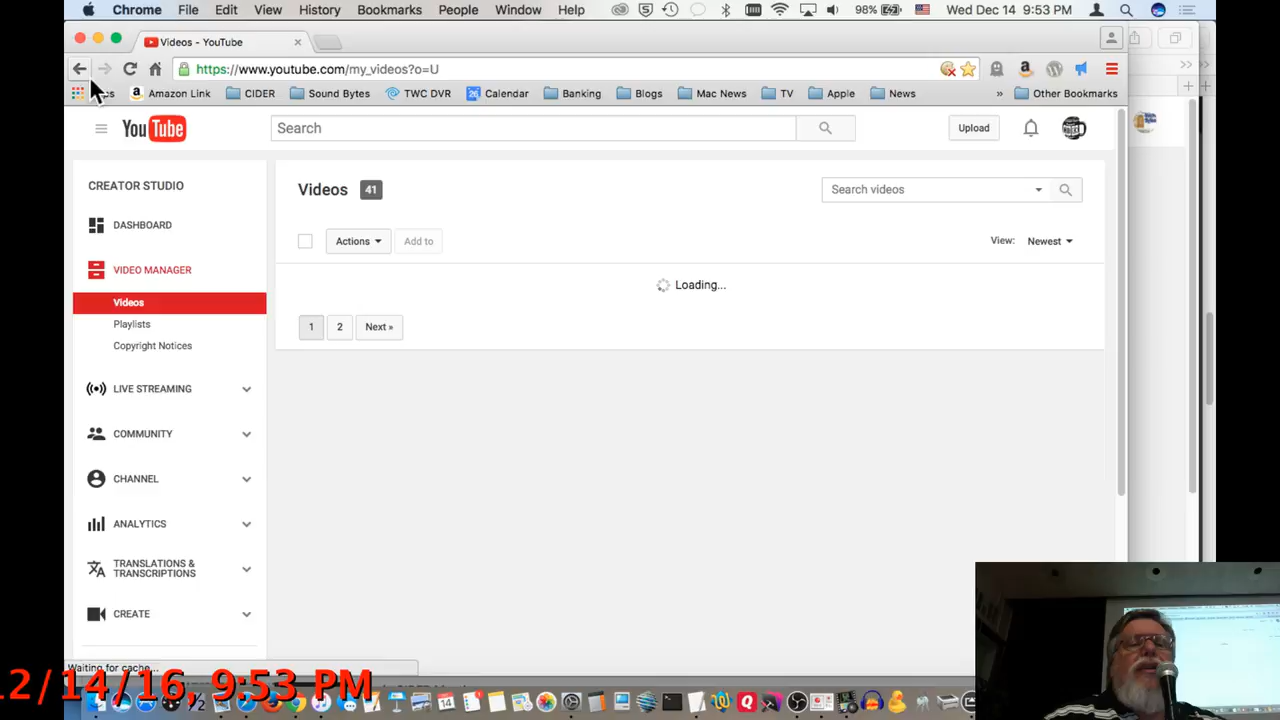 Chrome File Edit View History Bookmarks People Window Help 98% Wed Dec 14 9:53 PM
Videos - YouTube
https://www.youtube.com/my_videos?o=U
Amazon Link CIDER Sound Bytes TWC DVR Banking Blogs Mac News TV Apple News » Other Bookmarks
YouTube Search Upload
CREATOR STUDIO
DASHBOARD
VIDEO MANAGER
Videos
Playlists
Copyright Notices
LIVE STREAMING
COMMUNITY
CHANNEL
ANALYTICS
TRANSLATIONS &
TRANSCRIPTIONS
CREATE
Videos 41 Search videos
Actions Add to View: Newest
Loading...
1 2 Next »
Waiting for cache...
12/14/16, 9:53 PM